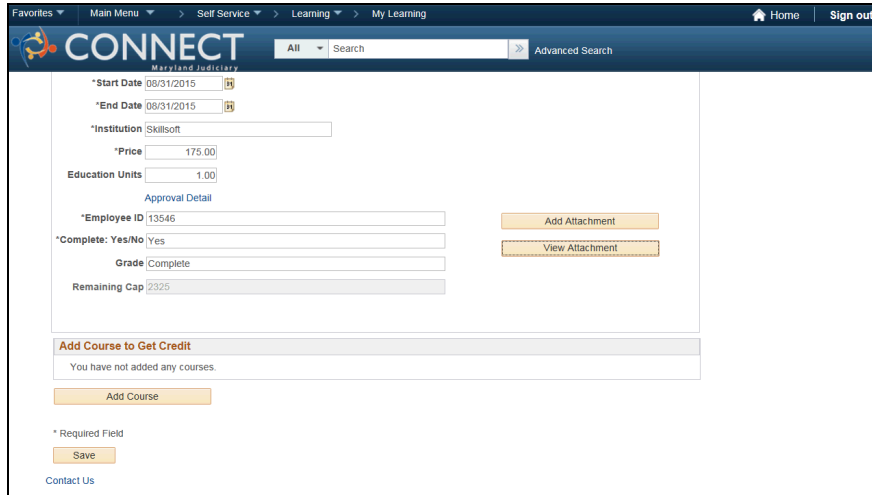 Favorites Main Menu > Self Service > Learning > My Learning Home Sign out
CONNECT
Maryland Judiciary
All Search » Advanced Search
*Start Date 08/31/2015
*End Date 08/31/2015
*Institution Skillsoft
*Price 175.00
Education Units 1.00
Approval Detail
*Employee ID 13546 Add Attachment
*Complete: Yes/No Yes View Attachment
Grade Complete
Remaining Cap 2325
Add Course to Get Credit
You have not added any courses.
Add Course
* Required Field
Save
Contact Us